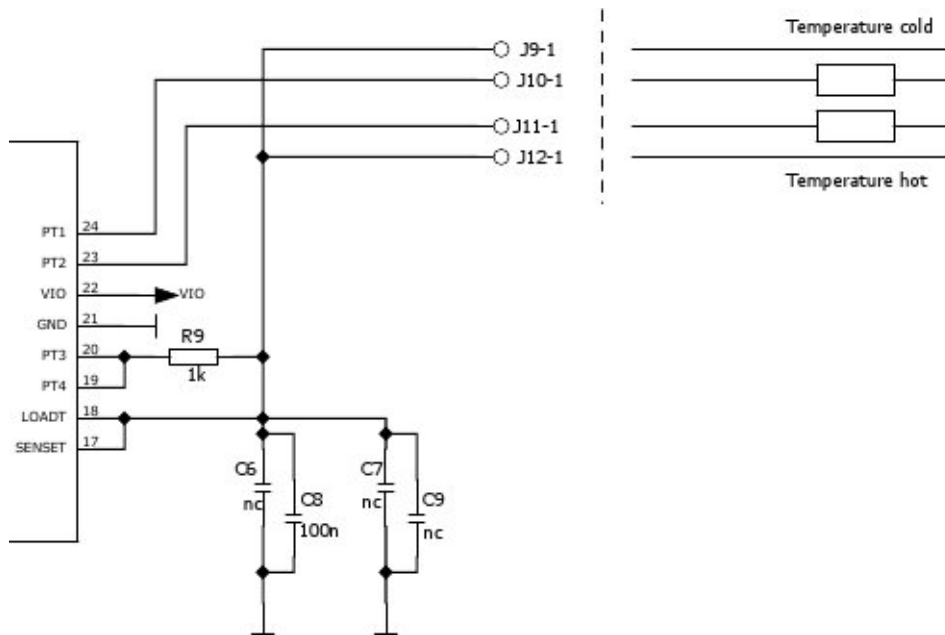 Temperature cold
J9-1
J10-1
J11-1
J12-1
Temperature hot
PT1 24
PT2 23
VIO 22 VIO
GND 21
PT3 20 R9
1k
PT4 19
LOADT 18
SENSET 17
C6
nc
C8
100n
C7
nc
C9
nc